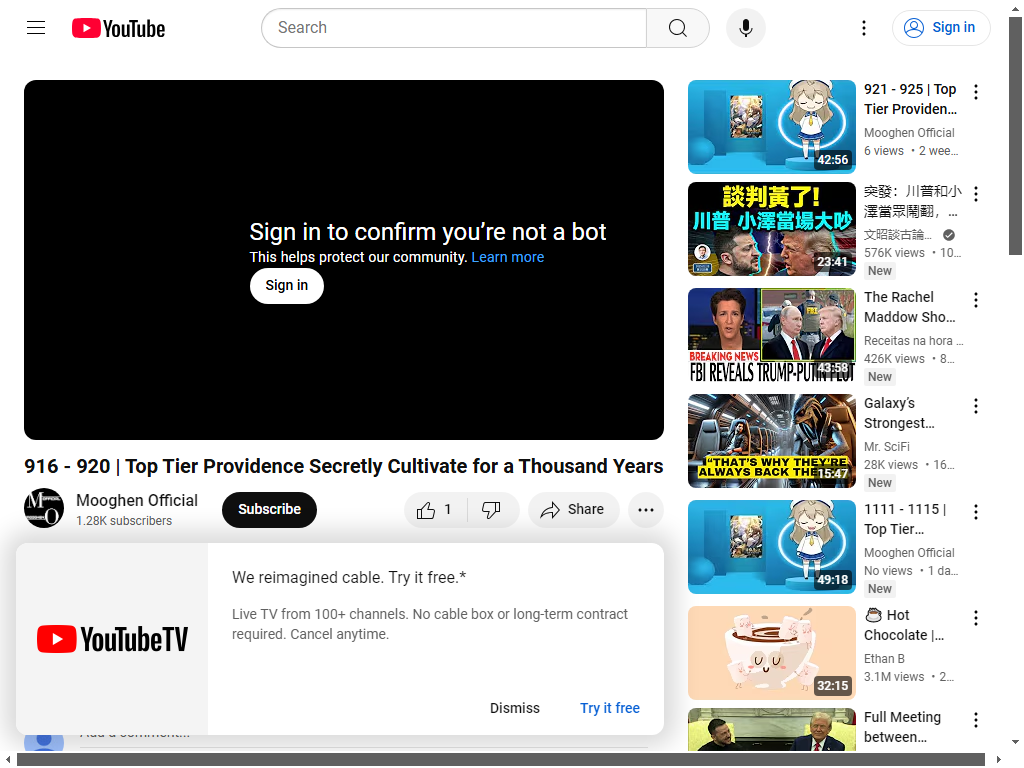 YouTube
Search
Sign in
Sign in to confirm you’re not a bot
This helps protect our community. Learn more
Sign in
916 - 920 | Top Tier Providence Secretly Cultivate for a Thousand Years
Mooghen Official
1.28K subscribers
Subscribe
1
Share
YouTubeTV
We reimagined cable. Try it free.*
Live TV from 100+ channels. No cable box or long-term contract
required. Cancel anytime.
Dismiss
Try it free
Add a comment...
42:56
921 - 925 | Top
Tier Providen...
Mooghen Official
6 views • 2 wee...
談判黃了!
川普 小澤當場大吵
23:41
突發：川普和小
澤當眾鬧翻，...
文昭談古論...
576K views • 10...
New
BREAKING NEWS
FBI REVEALS TRUMP-PUTIN PLOT
43:58
The Rachel
Maddow Sho...
Receitas na hora ...
426K views • 8...
New
"THAT'S WHY THEY'RE
ALWAYS BACK THE
15:47
Galaxy’s
Strongest...
Mr. SciFi
28K views • 16...
New
49:18
1111 - 1115 |
Top Tier...
Mooghen Official
No views • 1 da...
New
32:15
Hot
Chocolate |...
Ethan B
3.1M views • 2...
Full Meeting
between...